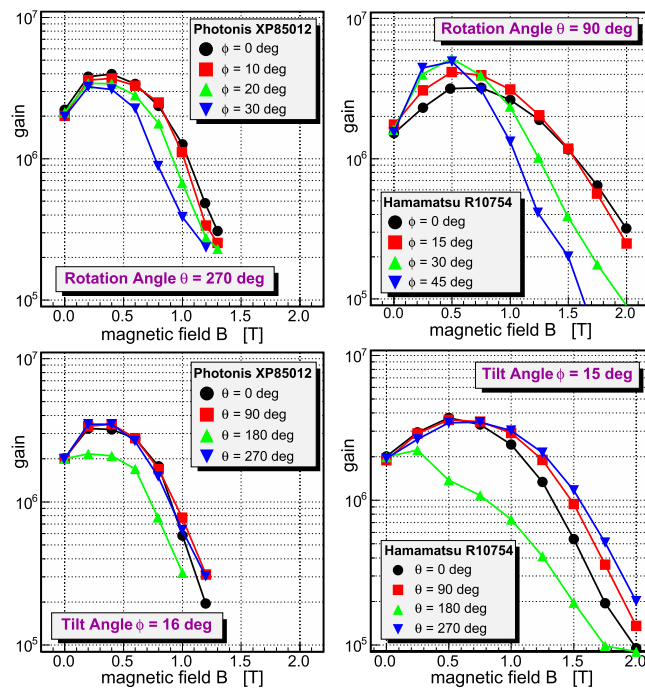 10^7
gain
10^6
10^5
Photonis XP85012
ϕ = 0 deg
ϕ = 10 deg
ϕ = 20 deg
ϕ = 30 deg
Rotation Angle θ = 270 deg
0.0 0.5 1.0 1.5 2.0
magnetic field B [T]
10^7
gain
10^6
10^5
Rotation Angle θ = 90 deg
Hamamatsu R10754
ϕ = 0 deg
ϕ = 15 deg
ϕ = 30 deg
ϕ = 45 deg
0.0 0.5 1.0 1.5 2.0
magnetic field B [T]
10^7
gain
10^6
10^5
Photonis XP85012
θ = 0 deg
θ = 90 deg
θ = 180 deg
θ = 270 deg
Tilt Angle ϕ = 16 deg
0.0 0.5 1.0 1.5 2.0
magnetic field B [T]
10^7
gain
10^6
10^5
Tilt Angle ϕ = 15 deg
Hamamatsu R10754
θ = 0 deg
θ = 90 deg
θ = 180 deg
θ = 270 deg
0.0 0.5 1.0 1.5 2.0
magnetic field B [T]